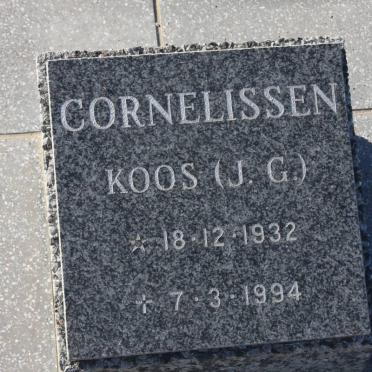 CORNELISSEN
KOOS (J. G.)
☆ 18·12·1932
✝ 7·3·1994